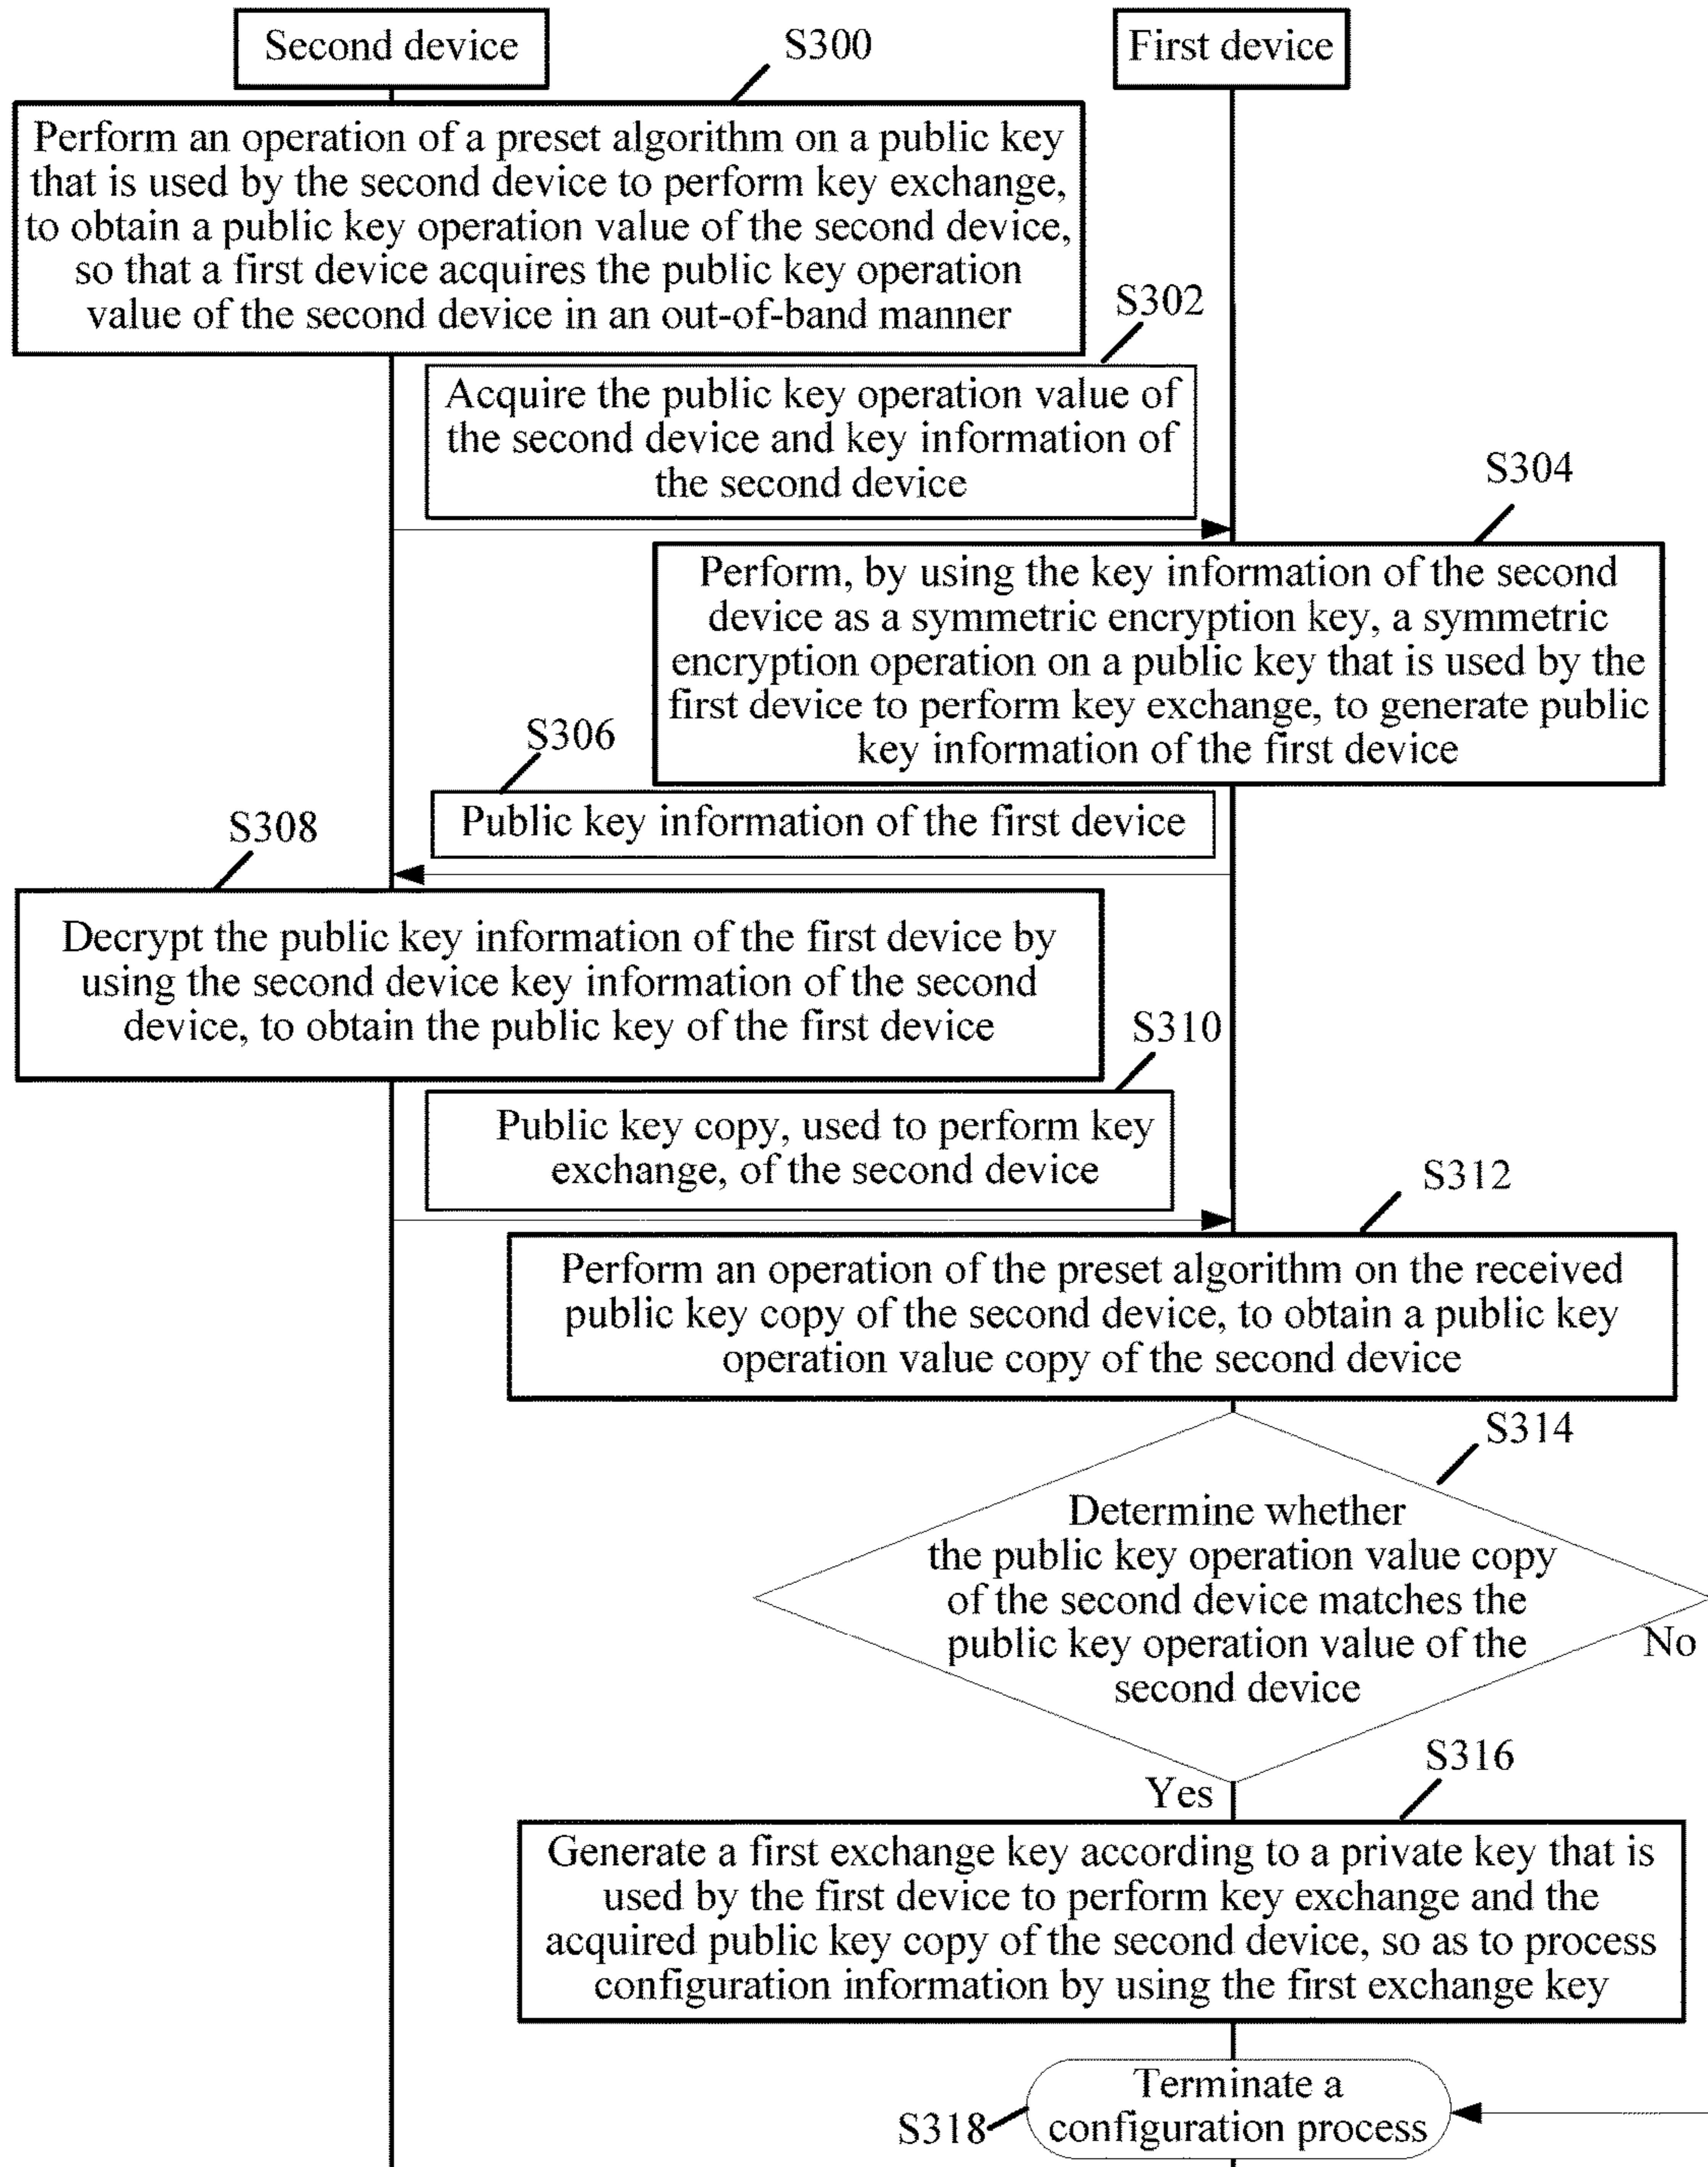 Second device
S300
First device
Perform an operation of a preset algorithm on a public key
that is used by the second device to perform key exchange,
to obtain a public key operation value of the second device,
so that a first device acquires the public key operation
value of the second device in an out-of-band manner
S302
Acquire the public key operation value of
the second device and key information of
the second device
S304
Perform, by using the key information of the second
device as a symmetric encryption key, a symmetric
encryption operation on a public key that is used by the
first device to perform key exchange, to generate public
key information of the first device
S306
Public key information of the first device
S308
Decrypt the public key information of the first device by
using the second device key information of the second
device, to obtain the public key of the first device
S310
Public key copy, used to perform key
exchange, of the second device
S312
Perform an operation of the preset algorithm on the received
public key copy of the second device, to obtain a public key
operation value copy of the second device
S314
Determine whether
the public key operation value copy
of the second device matches the
public key operation value of the
second device
No
Yes
S316
Generate a first exchange key according to a private key that is
used by the first device to perform key exchange and the
acquired public key copy of the second device, so as to process
configuration information by using the first exchange key
Terminate a
configuration process
S318